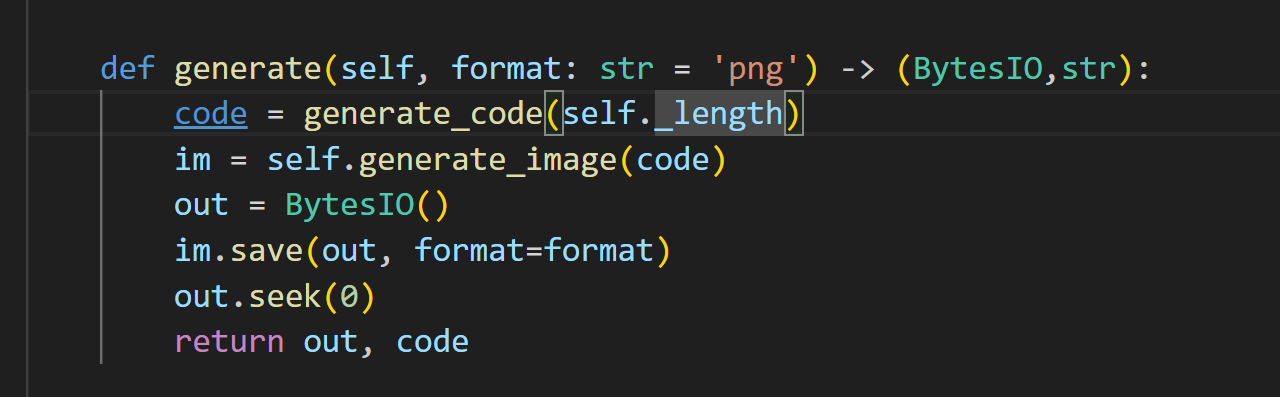 def generate(self, format: str = 'png') -> (BytesIO,str):
code = generate_code(self._length)
im = self.generate_image(code)
out = BytesIO()
im.save(out, format=format)
out.seek(0)
return out, code